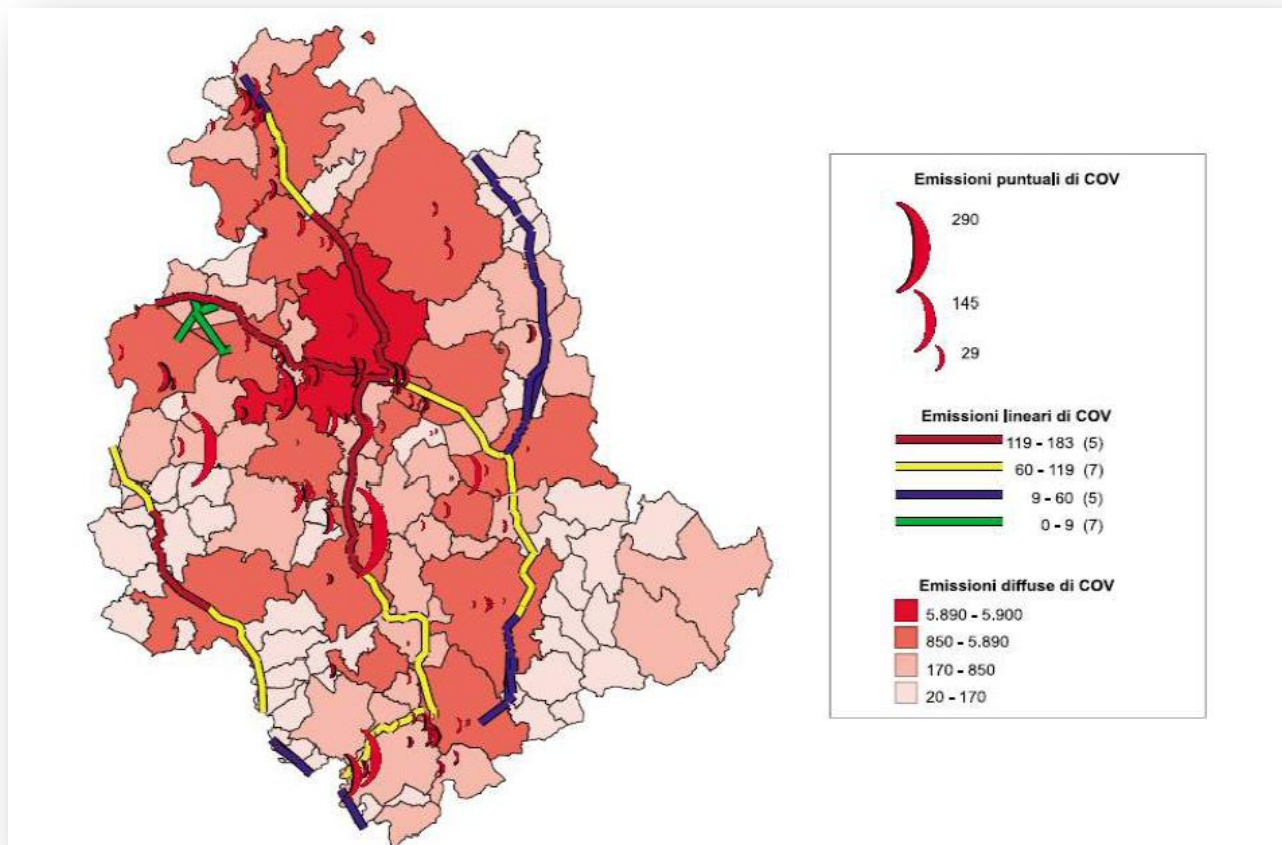 Emissioni puntuali di COV
290
145
29
Emissioni lineari di COV
119 – 183 (5)
60 – 119 (7)
9 – 60 (5)
0 – 9 (7)
Emissioni diffuse di COV
5.890 – 5.900
850 – 5.890
170 – 850
20 – 170